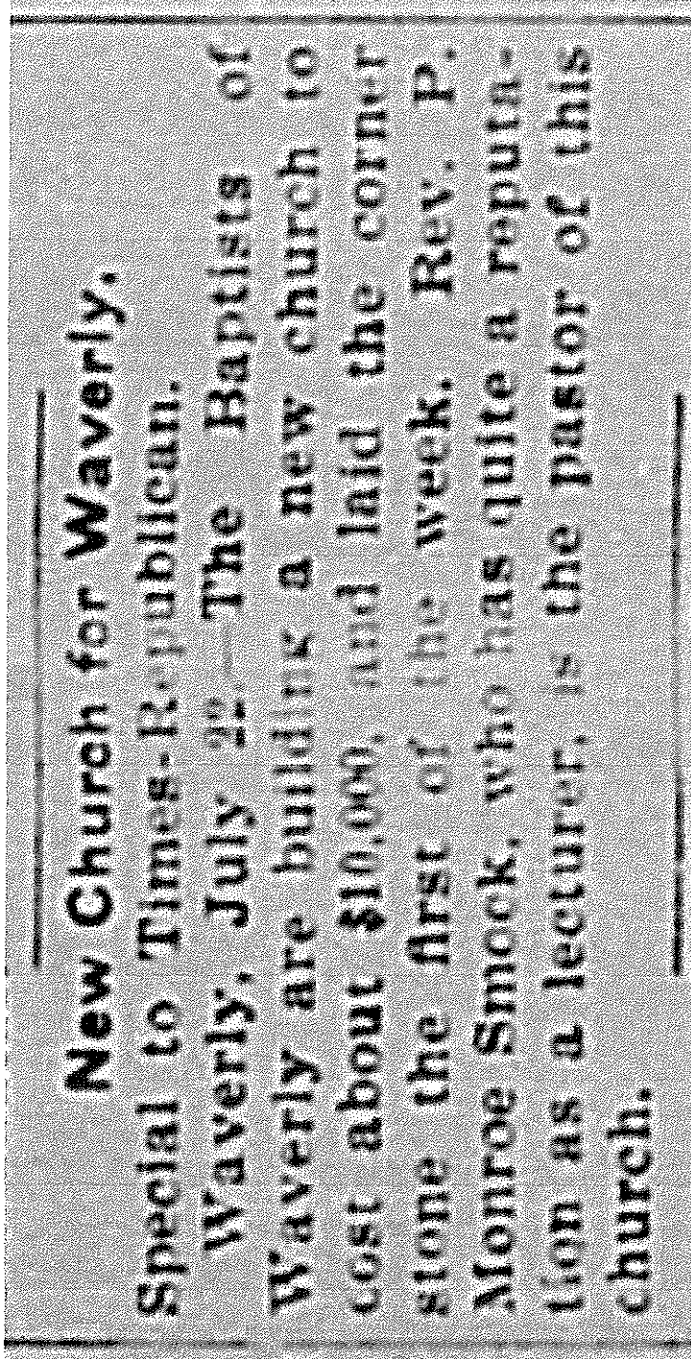 New Church for Waverly.
Special to Times-Republican.
Waverly, July —The Baptists of
Waverly are building a new church to
cost about $10,000, and laid the corner
stone the first of the week. Rev. P.
Monroe Smock, who has quite a reputa-
tion as a lecturer, is the pastor of this
church.